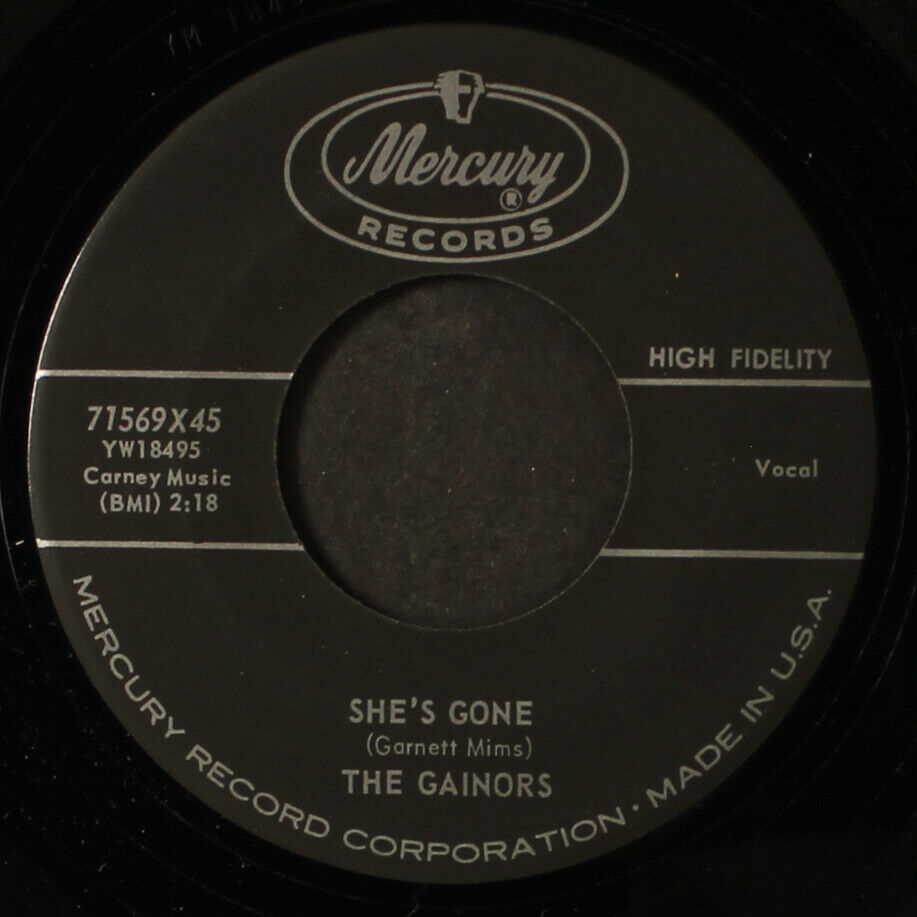 Mercury
®
RECORDS
HIGH FIDELITY
71569X45
YW18495
Carney Music
(BMI) 2:18
Vocal
SHE'S GONE
(Garnett Mims)
THE GAINORS
MERCURY RECORD CORPORATION · MADE IN U.S.A.